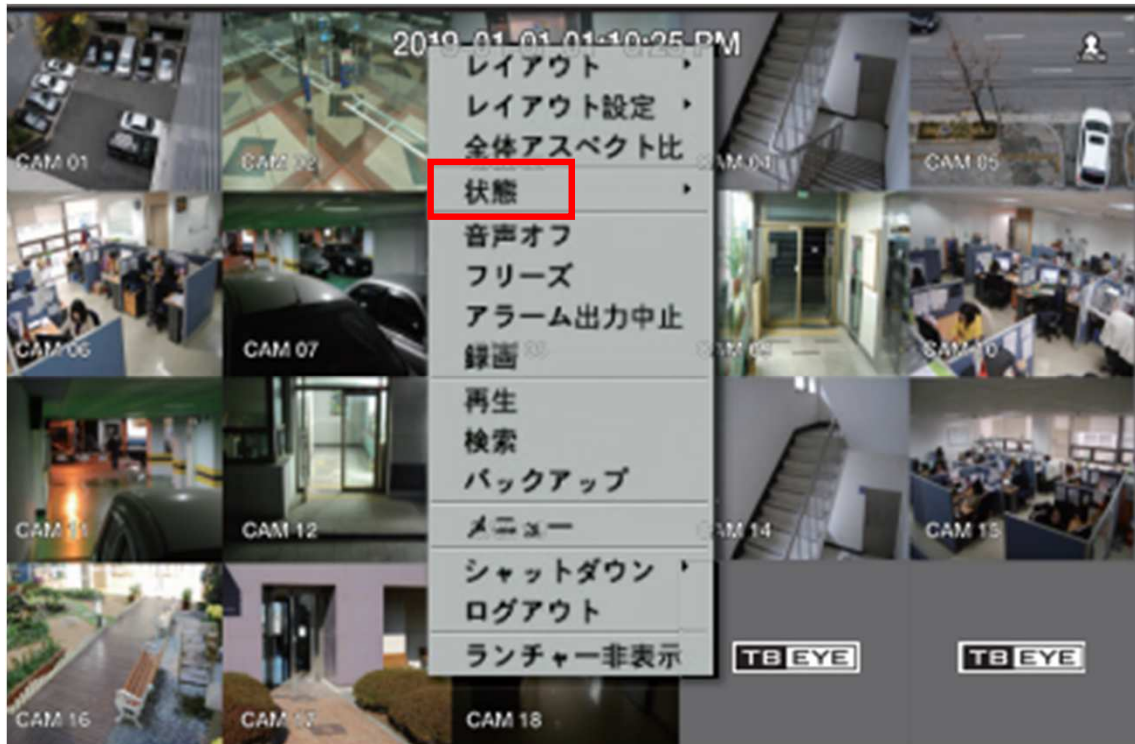 2019-01-01 01:10:25 PM
レイアウト
レイアウト設定
全体アスペクト比
状態
音声オフ
フリーズ
アラーム出力中止
録画
再生
検索
バックアップ
メニュー
シャットダウン
ログアウト
ランチャー非表示
CAM 01
CAM 02
CAM 04
CAM 05
CAM 06
CAM 07
CAM 09
CAM 10
CAM 11
CAM 12
CAM 14
CAM 15
CAM 16
CAM 17
CAM 18
TB EYE
TB EYE